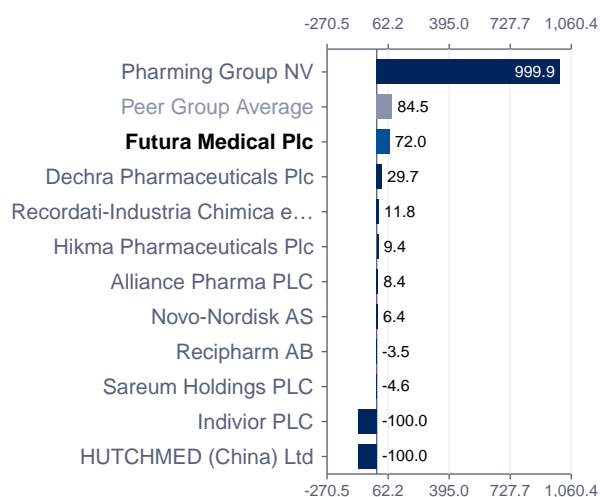 -270.5 62.2 395.0 727.7 1,060.4
Pharming Group NV 999.9
Peer Group Average 84.5
Futura Medical Plc 72.0
Dechra Pharmaceuticals Plc 29.7
Recordati-Industria Chimica e… 11.8
Hikma Pharmaceuticals Plc 9.4
Alliance Pharma PLC 8.4
Novo-Nordisk AS 6.4
Recipharm AB -3.5
Sareum Holdings PLC -4.6
Indivior PLC -100.0
HUTCHMED (China) Ltd -100.0
-270.5 62.2 395.0 727.7 1,060.4